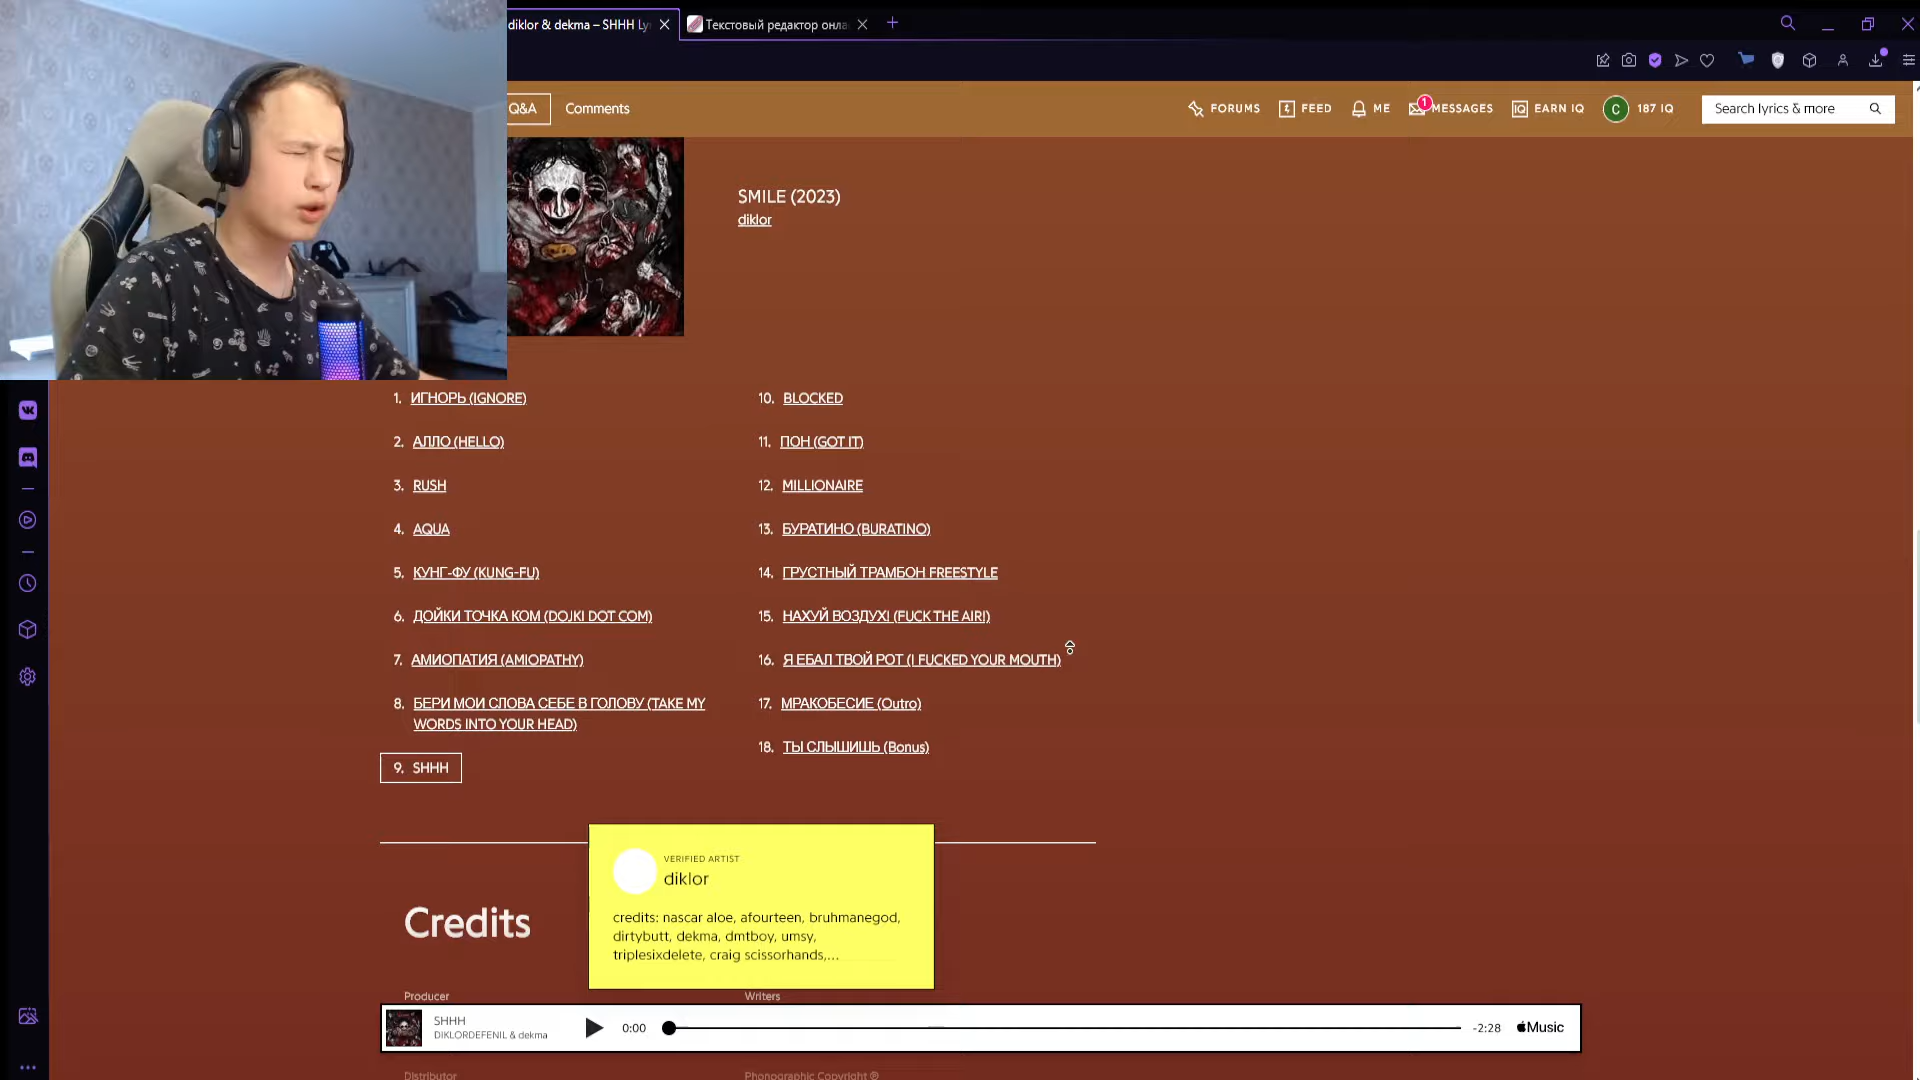 diklor & dekma – SHHH Ly
Текстовый редактор онла
Q&A
Comments
FORUMS
FEED
ME
1
MESSAGES
EARN IQ
C
187 IQ
Search lyrics & more
SMILE (2023)
diklor
1. ИГНОРЬ (IGNORE)
2. АЛЛО (HELLO)
3. RUSH
4. AQUA
5. КУНГ-ФУ (KUNG-FU)
6. ДОЙКИ ТОЧКА КОМ (DOJKI DOT COM)
7. АМИОПАТИЯ (AMIOPATHY)
8. БЕРИ МОИ СЛОВА СЕБЕ В ГОЛОВУ (TAKE MY
WORDS INTO YOUR HEAD)
9. SHHH
10. BLOCKED
11. ПОН (GOT IT)
12. MILLIONAIRE
13. БУРАТИНО (BURATINO)
14. ГРУСТНЫЙ ТРАМБОН FREESTYLE
15. НАХУЙ ВОЗДУХ! (FUCK THE AIR!)
16. Я ЕБАЛ ТВОЙ РОТ (I FUCKED YOUR MOUTH)
17. МРАКОБЕСИЕ (Outro)
18. ТЫ СЛЫШИШЬ (Bonus)
VERIFIED ARTIST
diklor
credits: nascar aloe, afourteen, bruhmanegod,
dirtybutt, dekma, dmtboy, umsy,
triplesixdelete, craig scissorhands,...
Credits
Producer
Writers
SHHH
DIKLORDEFENIL & dekma
0:00
-2:28
Music
Distributor
Phonographic Copyright ℗